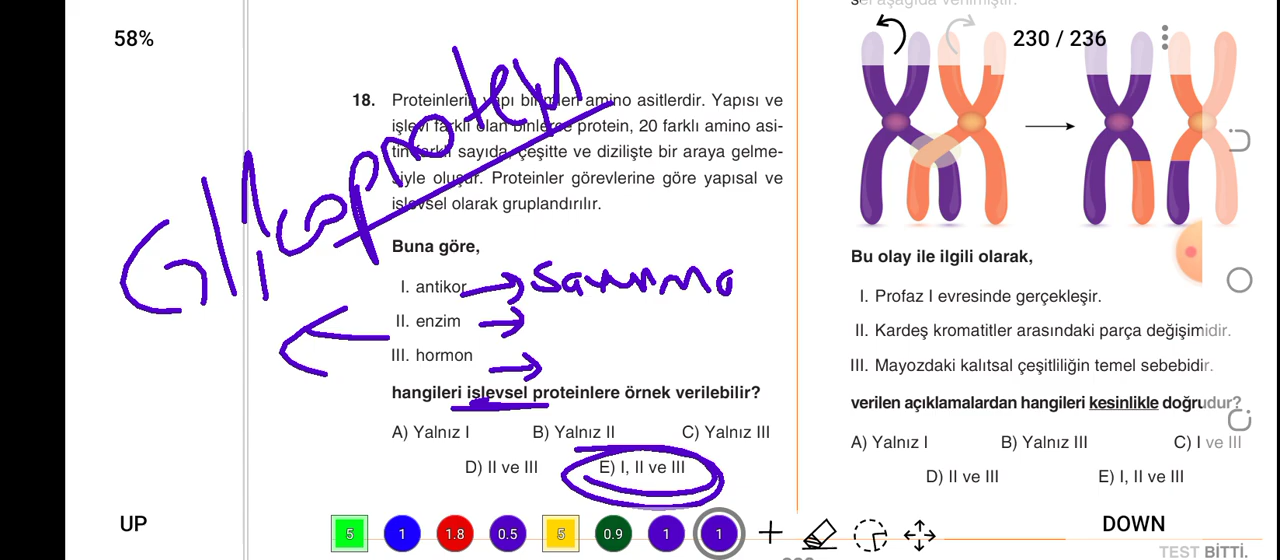 58%
18. Proteinlerin yapı birimleri amino asitlerdir. Yapısı ve
işlevi farklı olan binlerce protein, 20 farklı amino asi-
tin farklı sayıda, çeşitte ve dizilişte bir araya gelme-
siyle oluşur. Proteinler görevlerine göre yapısal ve
işlevsel olarak gruplandırılır.
Glikoprotein
Buna göre,
I. antikor → savunma
II. enzim →
III. hormon →
hangileri işlevsel proteinlere örnek verilebilir?
A) Yalnız I B) Yalnız II C) Yalnız III
D) II ve III E) I, II ve III
UP
5 1 1.8 0.5 5 0.9 1 1
sel aşağıda verilmiştir.
230 / 236
Bu olay ile ilgili olarak,
I. Profaz I evresinde gerçekleşir.
II. Kardeş kromatitler arasındaki parça değişimidir.
III. Mayozdaki kalıtsal çeşitliliğin temel sebebidir.
verilen açıklamalardan hangileri kesinlikle doğrudur?
A) Yalnız I B) Yalnız III C) I ve III
D) II ve III E) I, II ve III
DOWN
TEST BİTTİ.